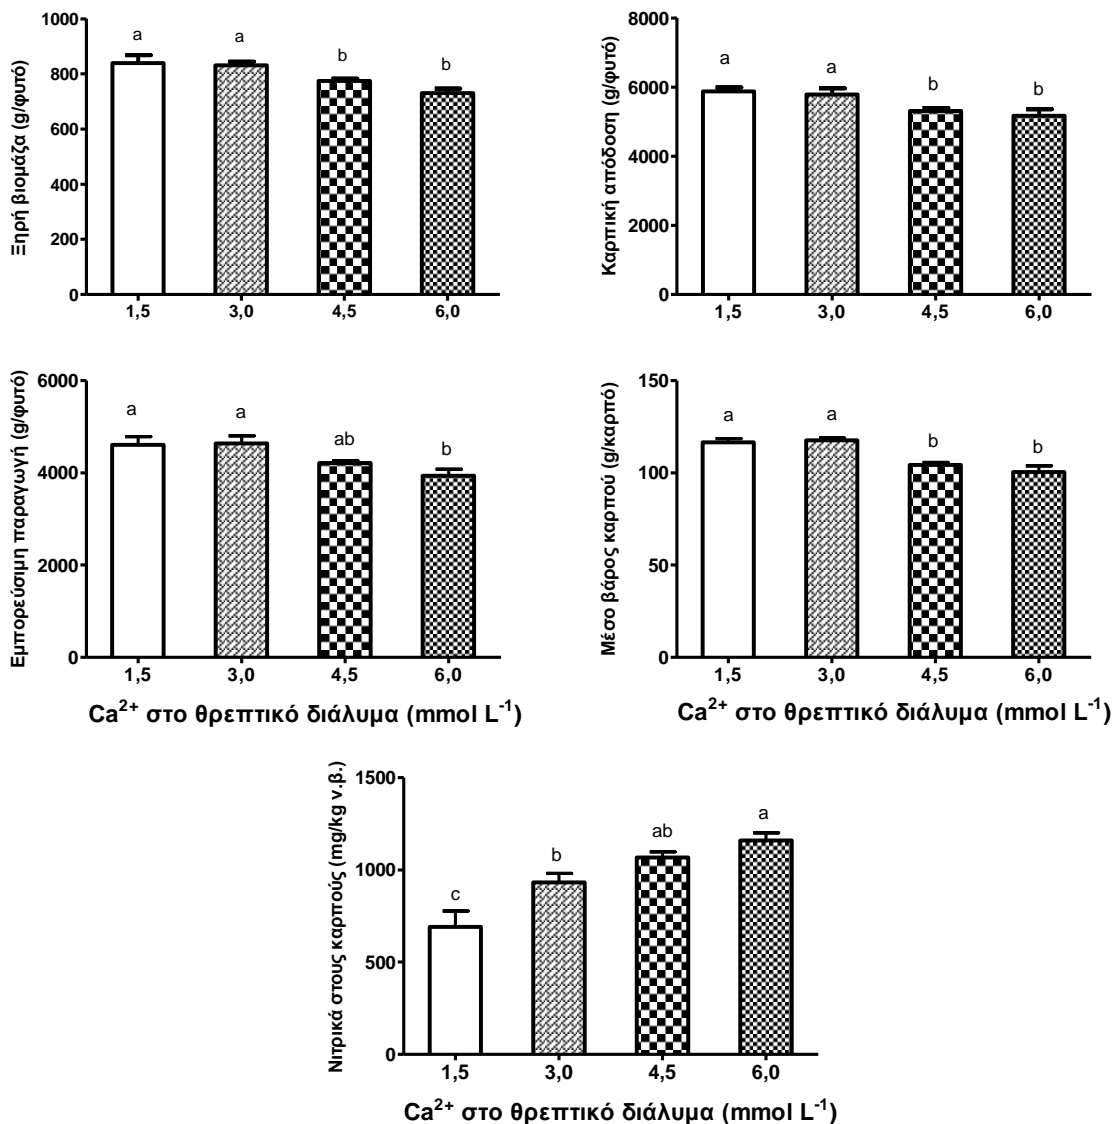 Ξηρή βιομάζα (g/φυτό)
1000
800
600
400
200
0
a
a
b
b
1,5
3,0
4,5
6,0
Καρπική απόδοση (g/φυτό)
8000
6000
4000
2000
0
a
a
b
b
1,5
3,0
4,5
6,0
Εμπορεύσιμη παραγωγή (g/φυτό)
6000
4000
2000
0
a
a
ab
b
1,5
3,0
4,5
6,0
Ca²⁺ στο θρεπτικό διάλυμα (mmol L⁻¹)
Μέσο βάρος καρπού (g/καρπό)
150
100
50
0
a
a
b
b
1,5
3,0
4,5
6,0
Ca²⁺ στο θρεπτικό διάλυμα (mmol L⁻¹)
Νιτρικά στους καρπούς (mg/kg ν.β.)
1500
1000
500
0
c
b
ab
a
1,5
3,0
4,5
6,0
Ca²⁺ στο θρεπτικό διάλυμα (mmol L⁻¹)